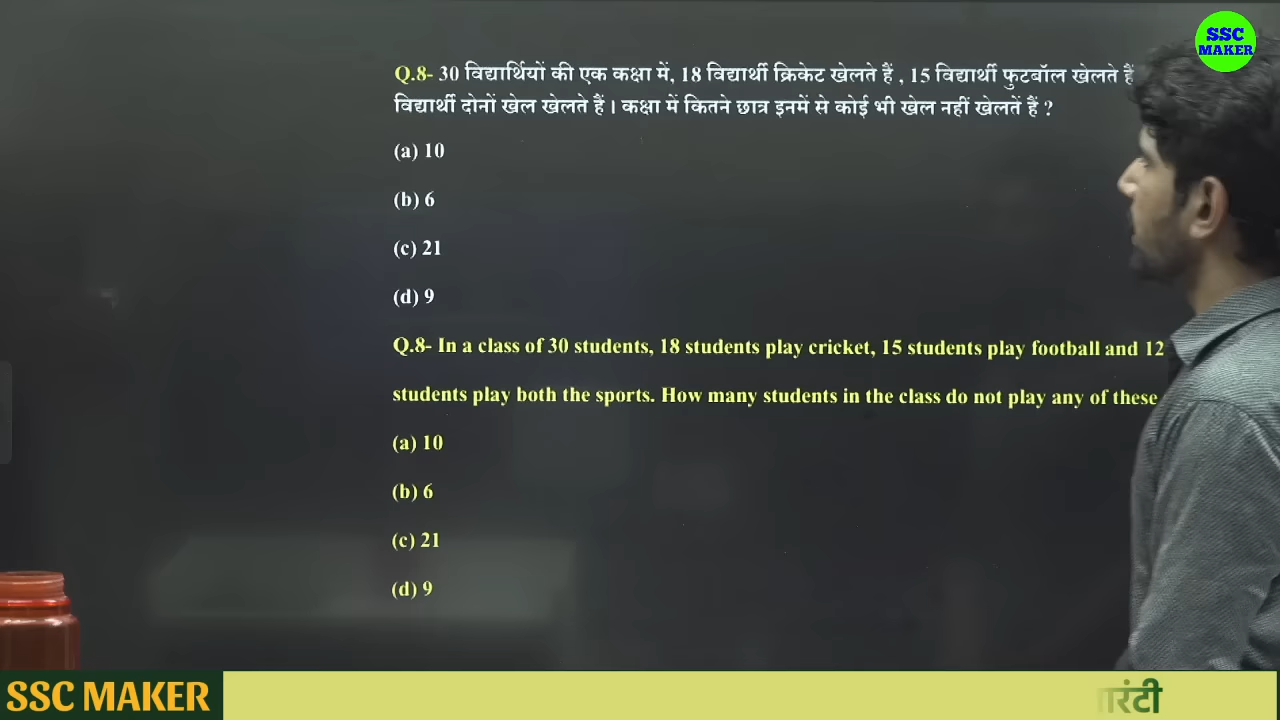 SSC
MAKER
Q.8- 30 विद्यार्थियों की एक कक्षा में, 18 विद्यार्थी क्रिकेट खेलते हैं , 15 विद्यार्थी फुटबॉल खेलते हैं
विद्यार्थी दोनों खेल खेलते हैं । कक्षा में कितने छात्र इनमें से कोई भी खेल नहीं खेलतें हैं ?
(a) 10
(b) 6
(c) 21
(d) 9
Q.8- In a class of 30 students, 18 students play cricket, 15 students play football and 12
students play both the sports. How many students in the class do not play any of these
(a) 10
(b) 6
(c) 21
(d) 9
SSC MAKER